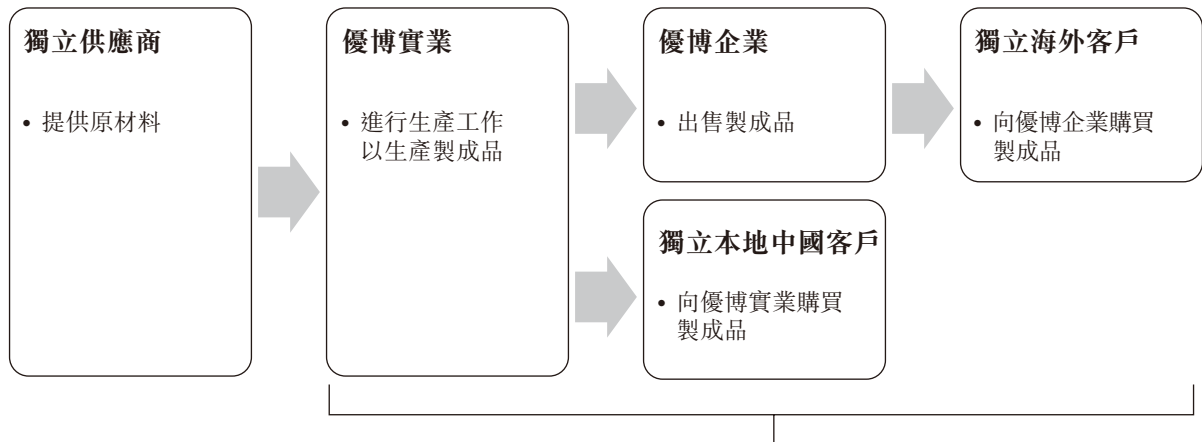 獨立供應商
• 提供原材料
優博實業
• 進行生產工作
以生產製成品
優博企業
• 出售製成品
獨立海外客戶
• 向優博企業購買
製成品
獨立本地中國客戶
• 向優博實業購買
製成品